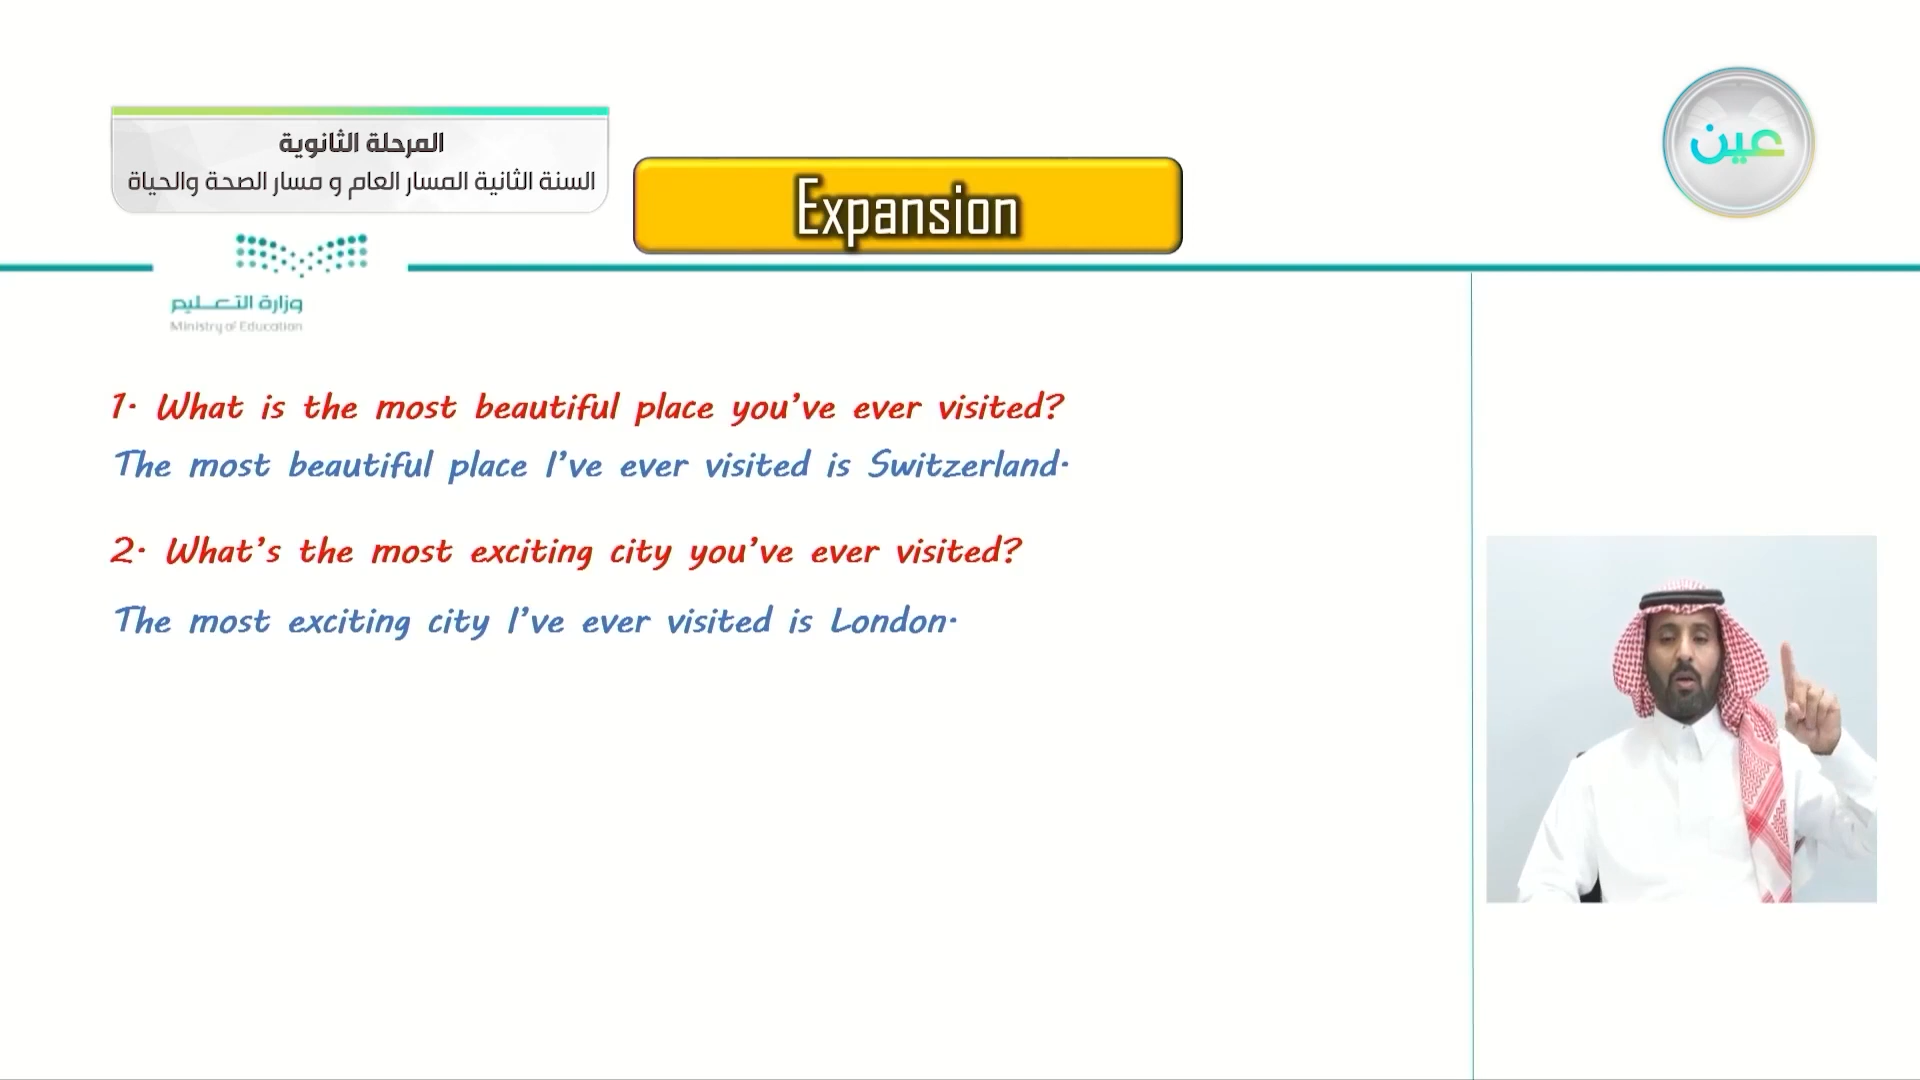 المرحلة الثانوية
السنة الثانية المسار العام و مسار الصحة والحياة
عين
Expansion
وزارة التعليم
Ministry of Education
1. What is the most beautiful place you've ever visited?
The most beautiful place I've ever visited is Switzerland.
2. What's the most exciting city you've ever visited?
The most exciting city I've ever visited is London.